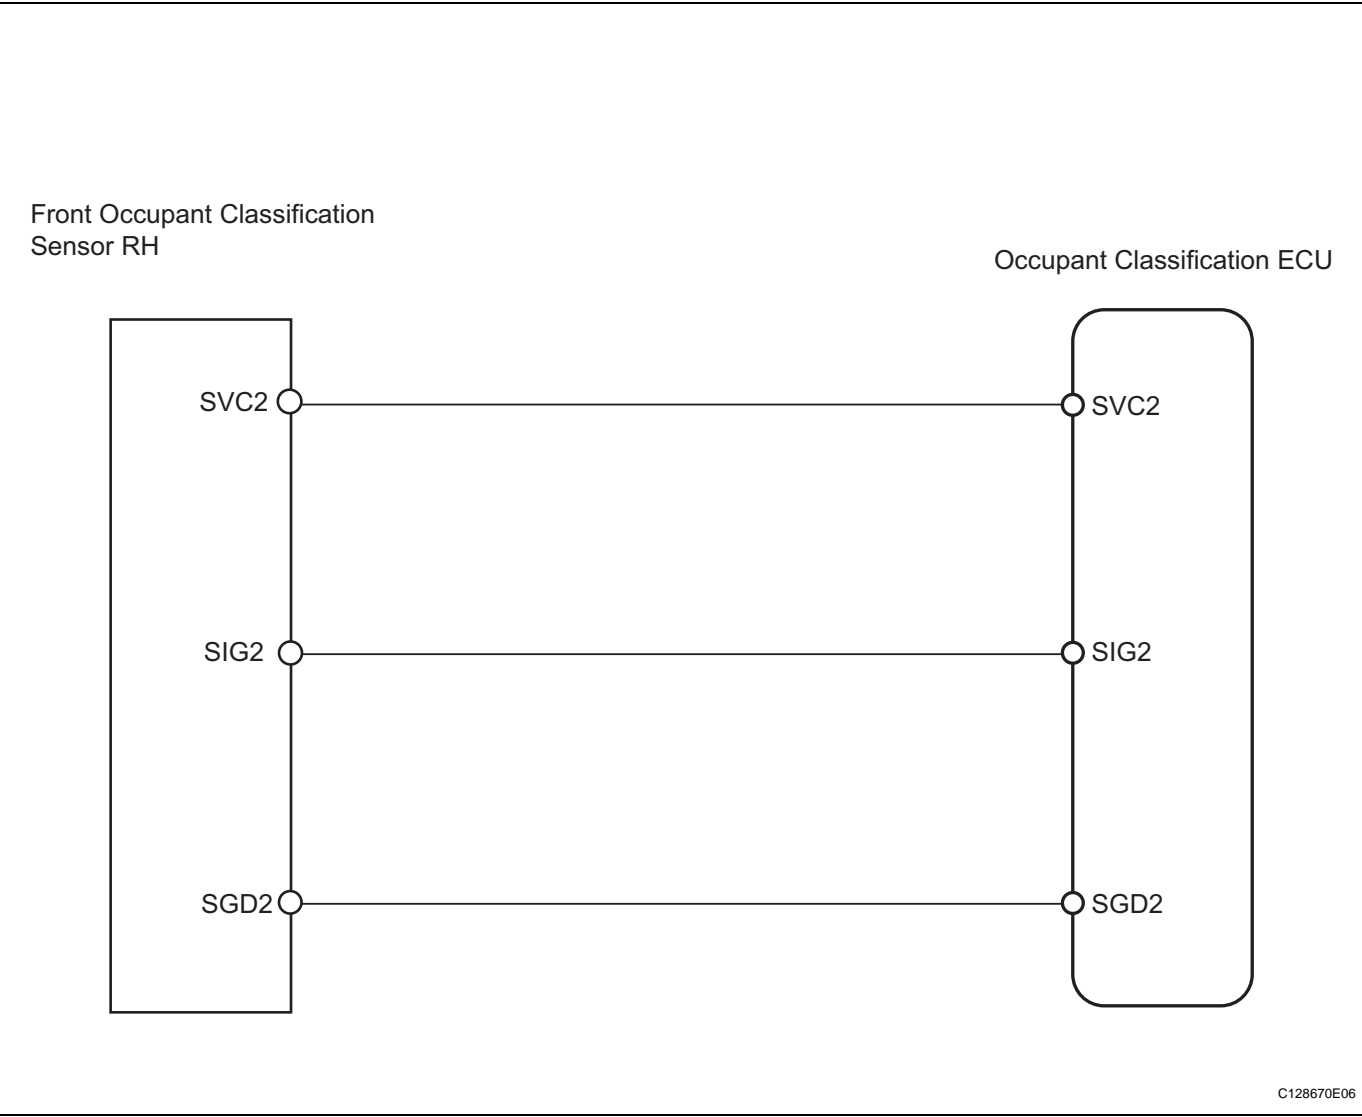 Front Occupant Classification
Sensor RH
Occupant Classification ECU
SVC2
SVC2
SIG2
SIG2
SGD2
SGD2
C128670E06